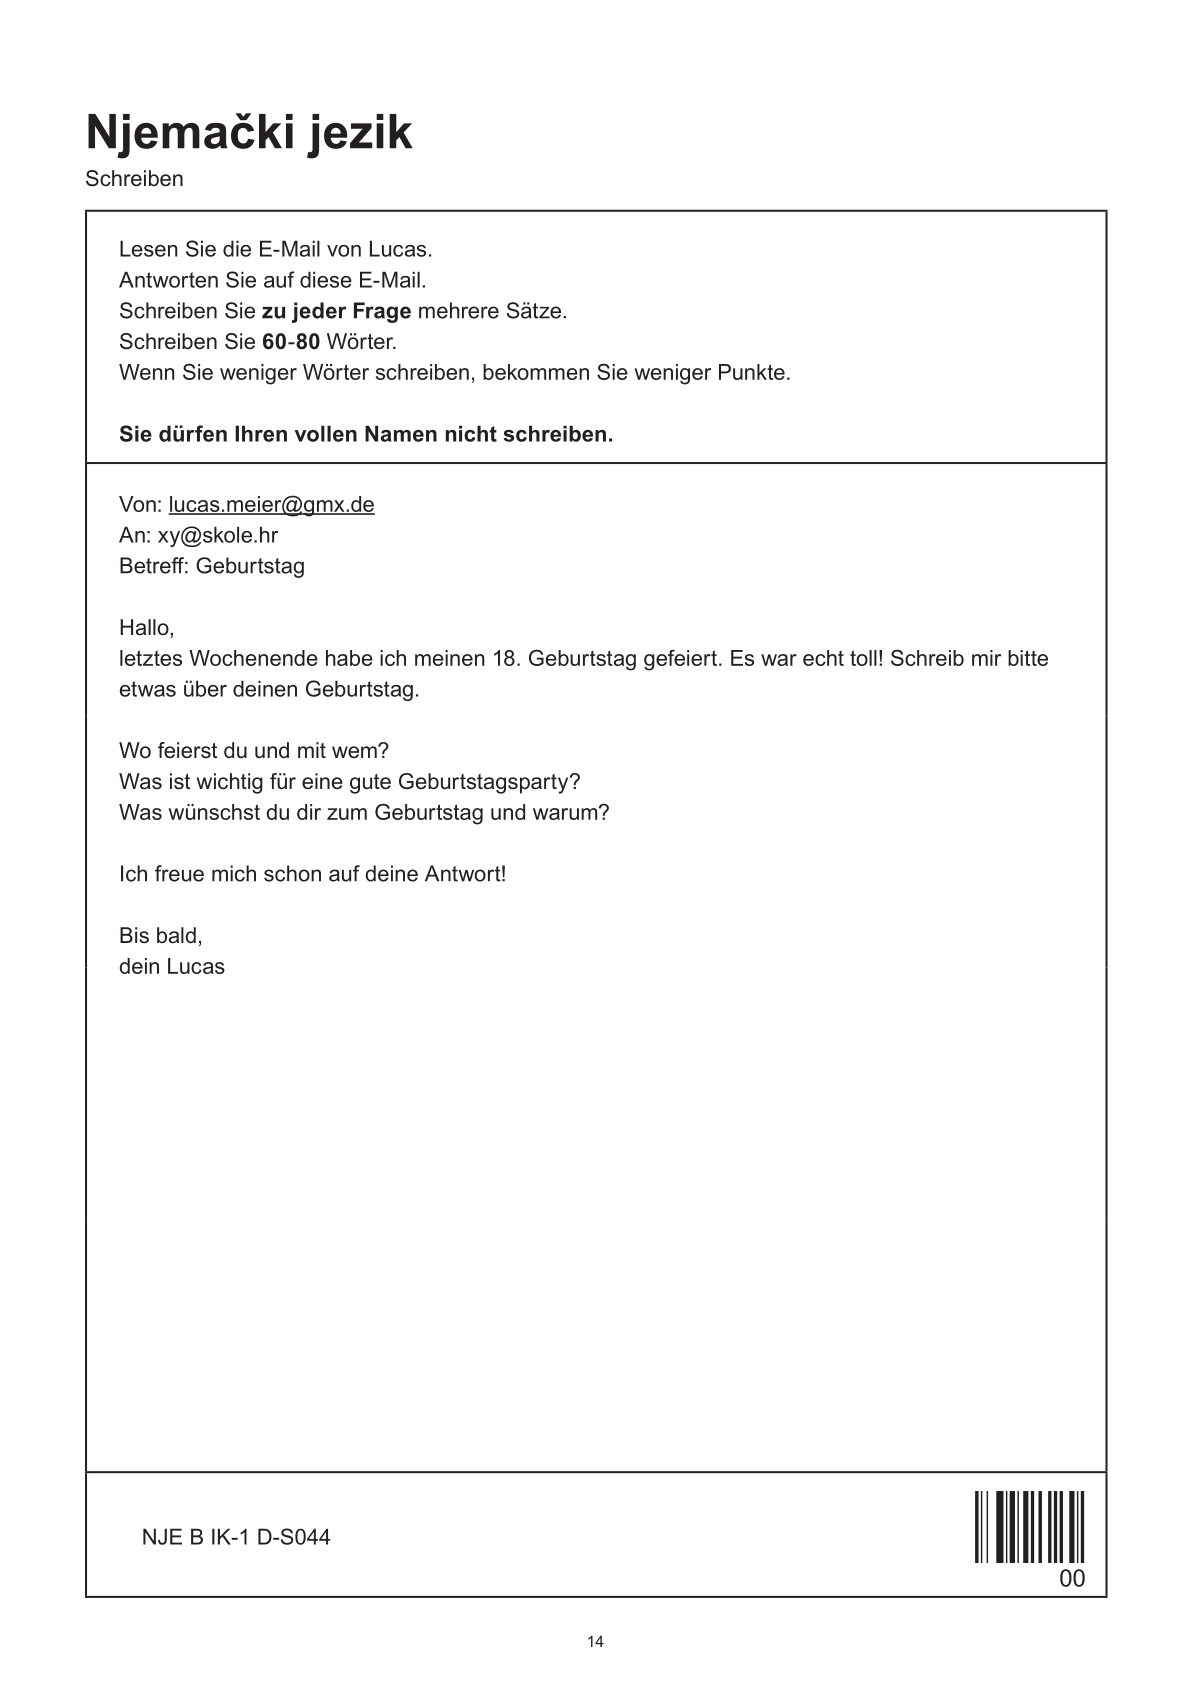 Njemački jezik
Schreiben
Lesen Sie die E-Mail von Lucas.
Antworten Sie auf diese E-Mail.
Schreiben Sie zu jeder Frage mehrere Sätze.
Schreiben Sie 60-80 Wörter.
Wenn Sie weniger Wörter schreiben, bekommen Sie weniger Punkte.
Sie dürfen Ihren vollen Namen nicht schreiben.
Von: lucas.meier@gmx.de
An: xy@skole.hr
Betreff: Geburtstag
Hallo,
letztes Wochenende habe ich meinen 18. Geburtstag gefeiert. Es war echt toll! Schreib mir bitte
etwas über deinen Geburtstag.
Wo feierst du und mit wem?
Was ist wichtig für eine gute Geburtstagsparty?
Was wünschst du dir zum Geburtstag und warum?
Ich freue mich schon auf deine Antwort!
Bis bald,
dein Lucas
NJE B IK-1 D-S044
00
14